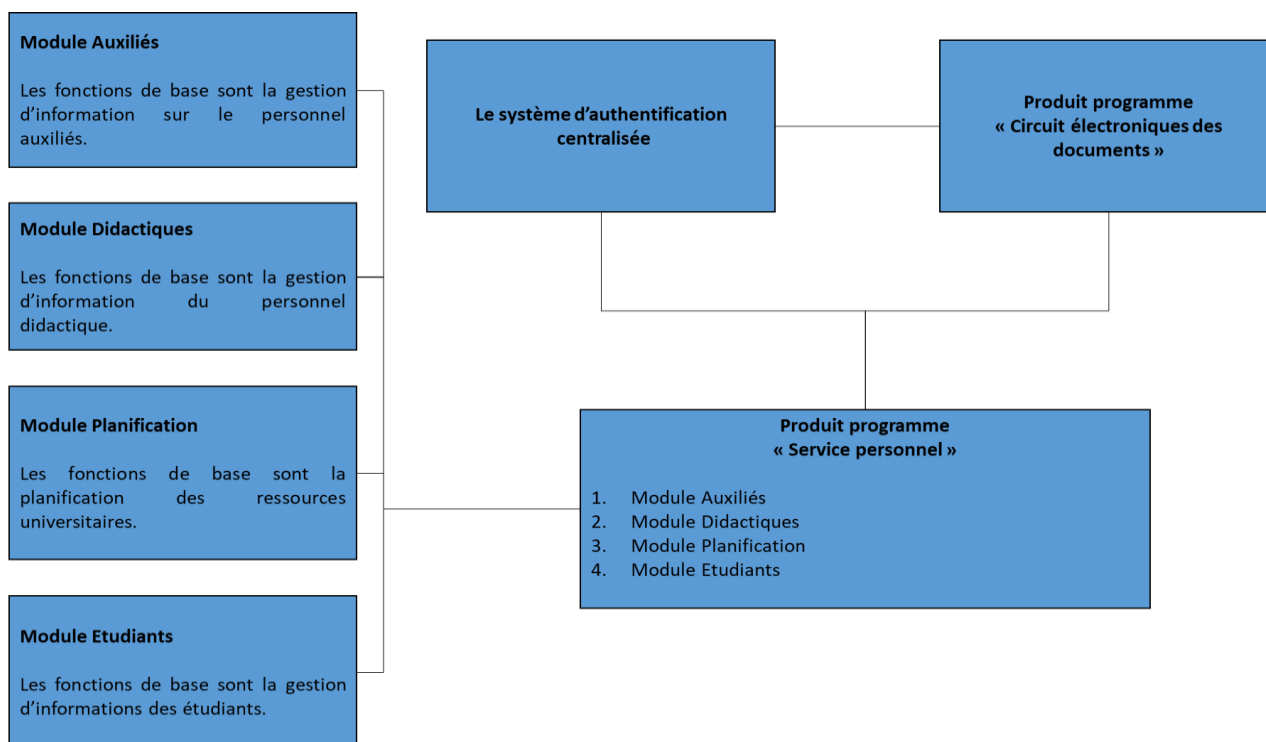 Module Auxiliés
Les fonctions de base sont la gestion
d’information sur le personnel
auxiliés.
Module Didactiques
Les fonctions de base sont la gestion
d’information du personnel
didactique.
Module Planification
Les fonctions de base sont la
planification des ressources
universitaires.
Module Etudiants
Les fonctions de base sont la gestion
d’informations des étudiants.
Le système d’authentification
centralisée
Produit programme
« Circuit électroniques des
documents »
Produit programme
« Service personnel »
1. Module Auxiliés
2. Module Didactiques
3. Module Planification
4. Module Etudiants